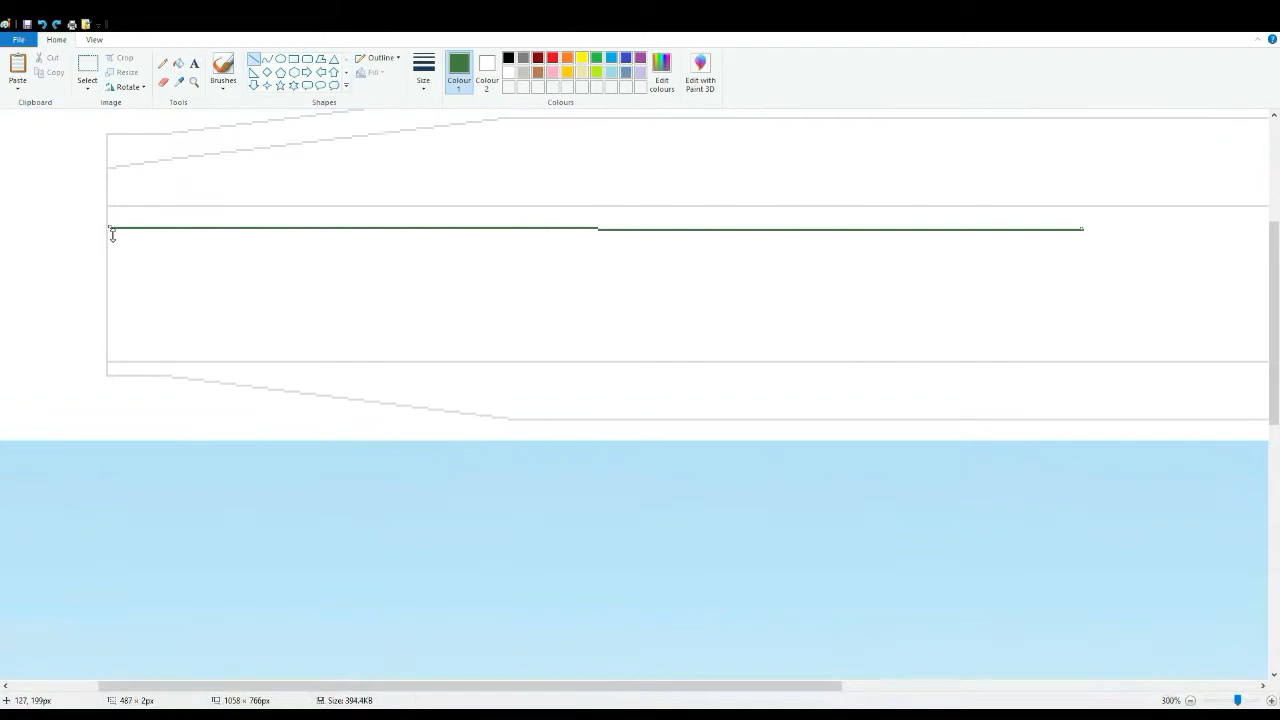 File Home View
Cut
Copy
Paste
Clipboard
Select
Crop
Resize
Rotate
Image
Tools
Brushes
Outline
Fill
Shapes
Size
Colour
1
Colour
2
Edit
colours
Colours
Edit with
Paint 3D
127, 199px 487 × 2px 1058 × 766px Size: 394.4KB 300%